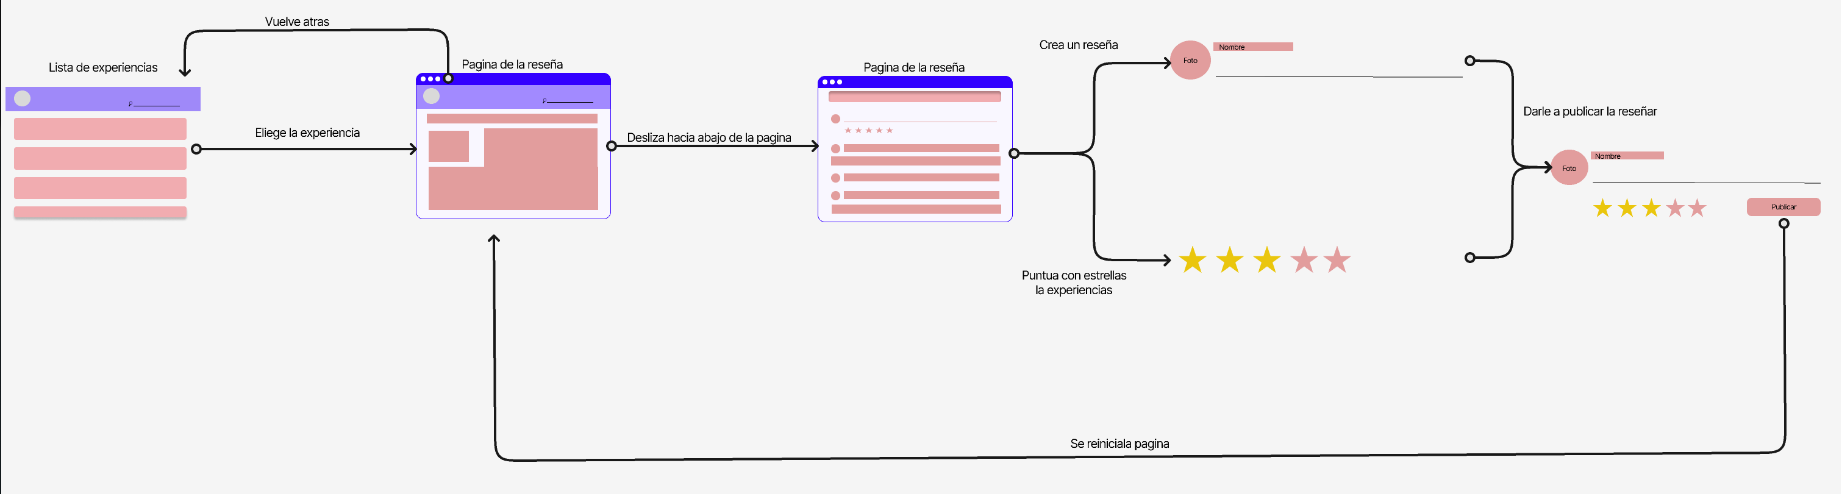 Vuelve atras
Lista de experiencias
Pagina de la reseña
Pagina de la reseña
Crea un reseña
Foto
Nombre
Eliege la experiencia
Desliza hacia abajo de la pagina
Darle a publicar la reseñar
Foto
Nombre
Publicar
Puntua con estrellas
la experiencias
Se reiniciala pagina